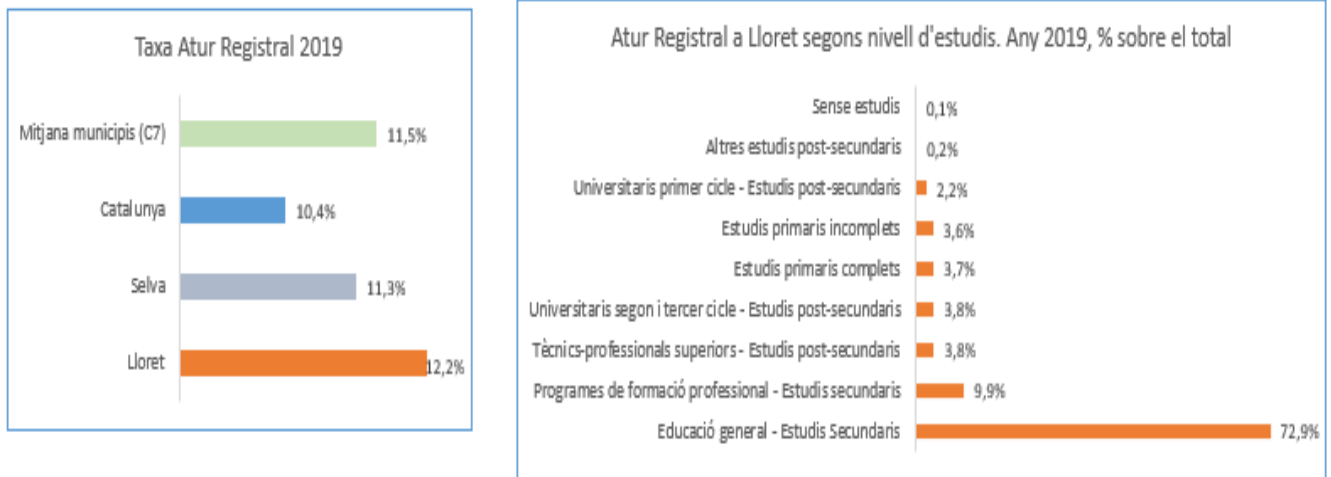 Taxa Atur Registral 2019
Mitjana municipis (C7) 11,5%
Catalunya 10,4%
Selva 11,3%
Lloret 12,2%
Atur Registral a Lloret segons nivell d'estudis. Any 2019, % sobre el total
Sense estudis 0,1%
Altres estudis post-secundaris 0,2%
Universitaris primer cicle - Estudis post-secundaris 2,2%
Estudis primaris incomplets 3,6%
Estudis primaris complets 3,7%
Universitaris segon i tercer cicle - Estudis post-secundaris 3,8%
Tècnics-professionals superiors - Estudis post-secundaris 3,8%
Programes de formació professional - Estudis secundaris 9,9%
Educació general - Estudis Secundaris 72,9%